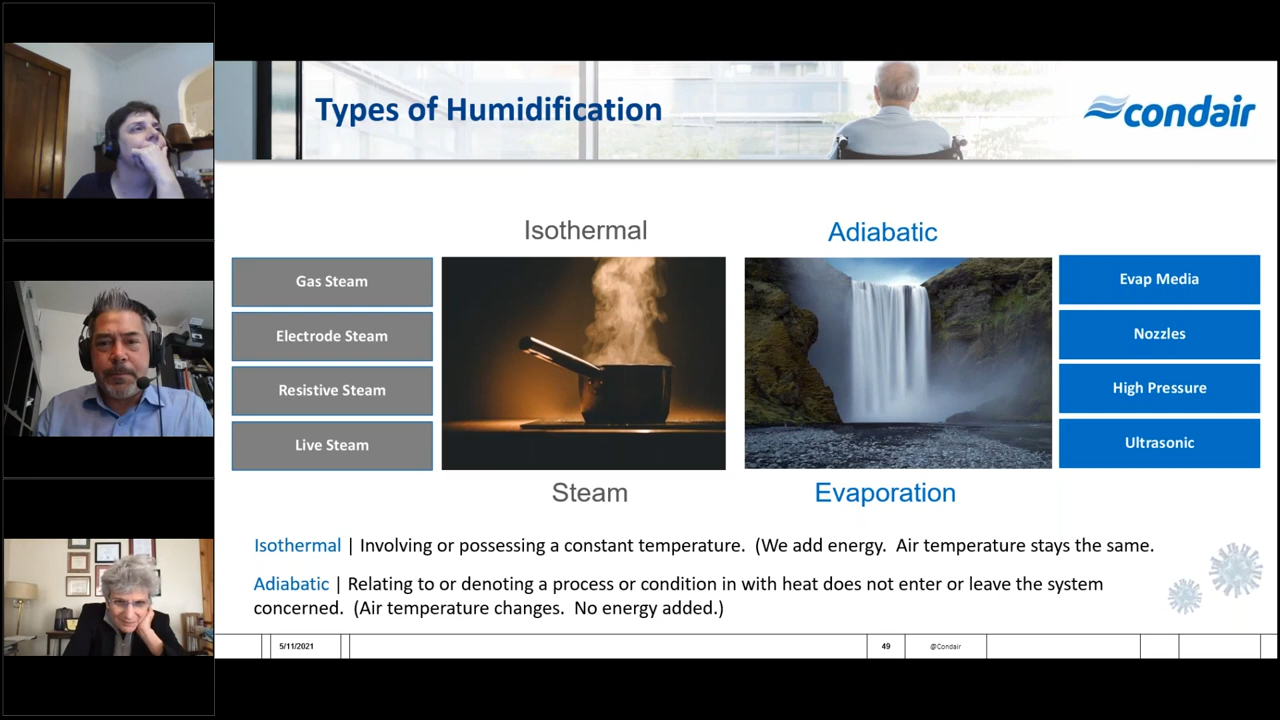 Types of Humidification
condair
Isothermal
Adiabatic
Gas Steam
Electrode Steam
Resistive Steam
Live Steam
Evap Media
Nozzles
High Pressure
Ultrasonic
Steam
Evaporation
Isothermal | Involving or possessing a constant temperature. (We add energy. Air temperature stays the same.
Adiabatic | Relating to or denoting a process or condition in with heat does not enter or leave the system
concerned. (Air temperature changes. No energy added.)
5/11/2021
49
@Condair